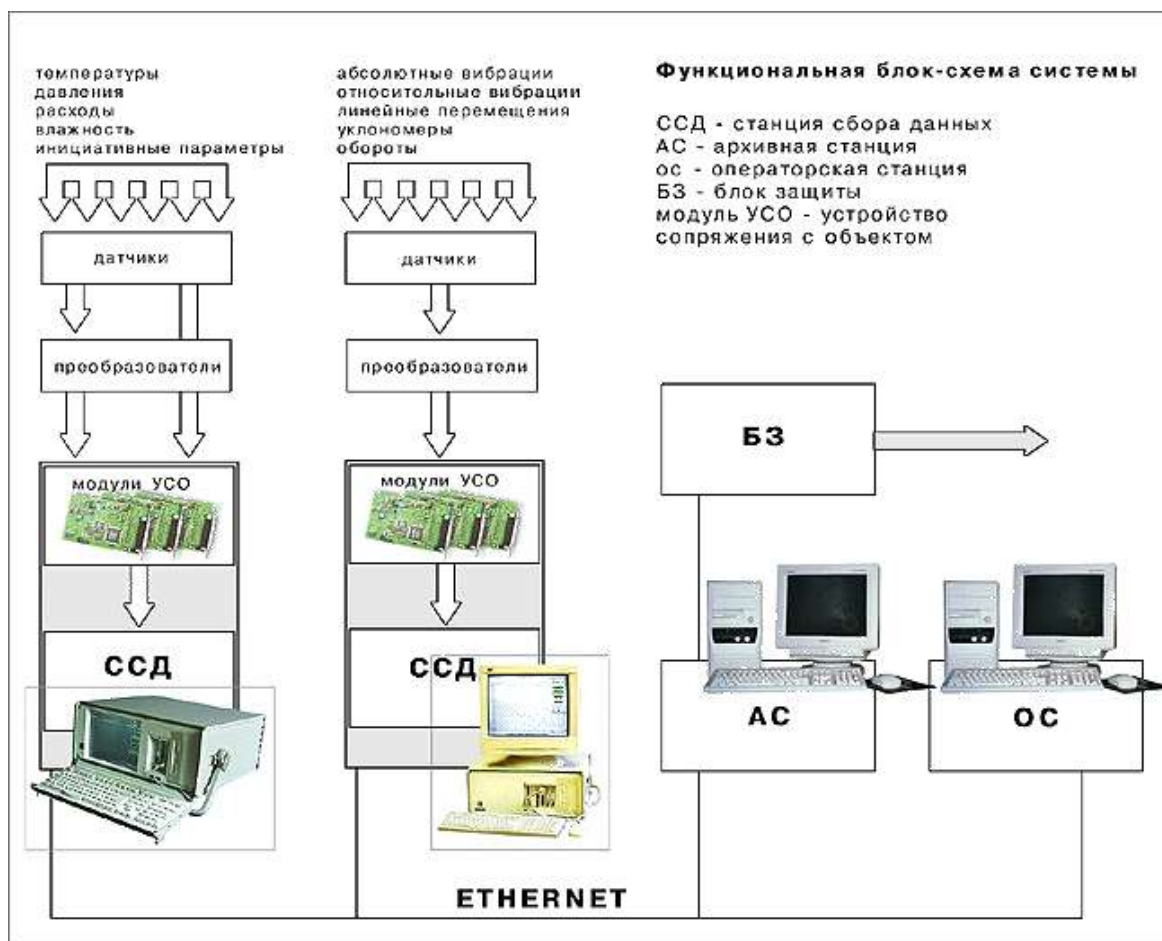 температуры
давления
расходы
влажность
инициативные параметры
абсолютные вибрации
относительные вибрации
линейные перемещения
уклономеры
обороты
Функциональная блок-схема системы
ССД - станция сбора данных
АС - архивная станция
ос - операторская станция
БЗ - блок защиты
модуль УСО - устройство
сопряжения с объектом
датчики
датчики
преобразователи
преобразователи
БЗ
модули УСО
модули УСО
ССД
ССД
АС
ОС
ETHERNET